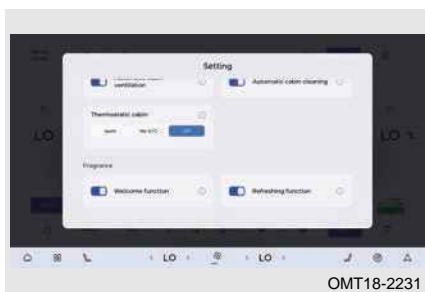 Setting
ventilation
Automatic cabin cleaning
Thermostatic cabin
LO
LO
Fragrance
Welcome function
Refreshing function
LO
LO
OMT18-2231